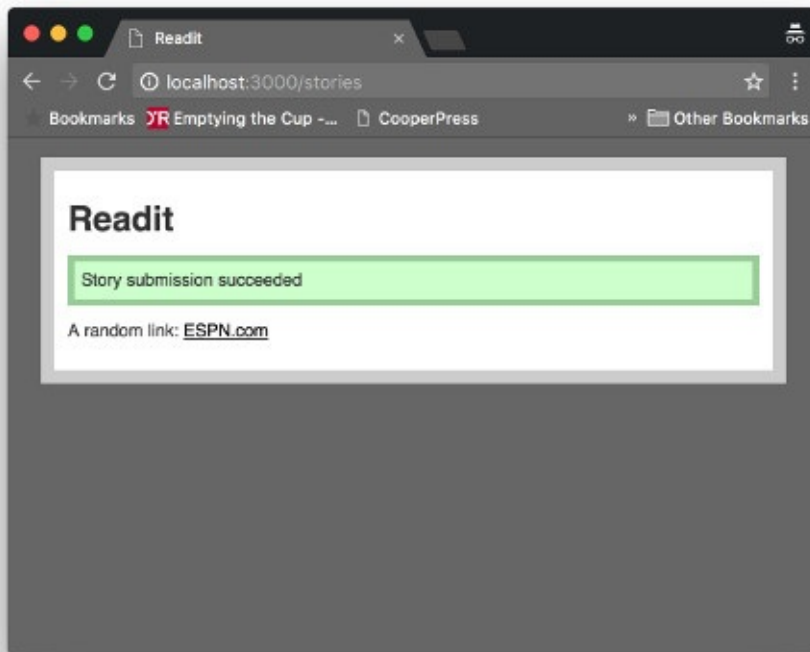 Readit
localhost:3000/stories
Bookmarks O'R Emptying the Cup -... CooperPress » Other Bookmarks
Readit
Story submission succeeded
A random link: ESPN.com